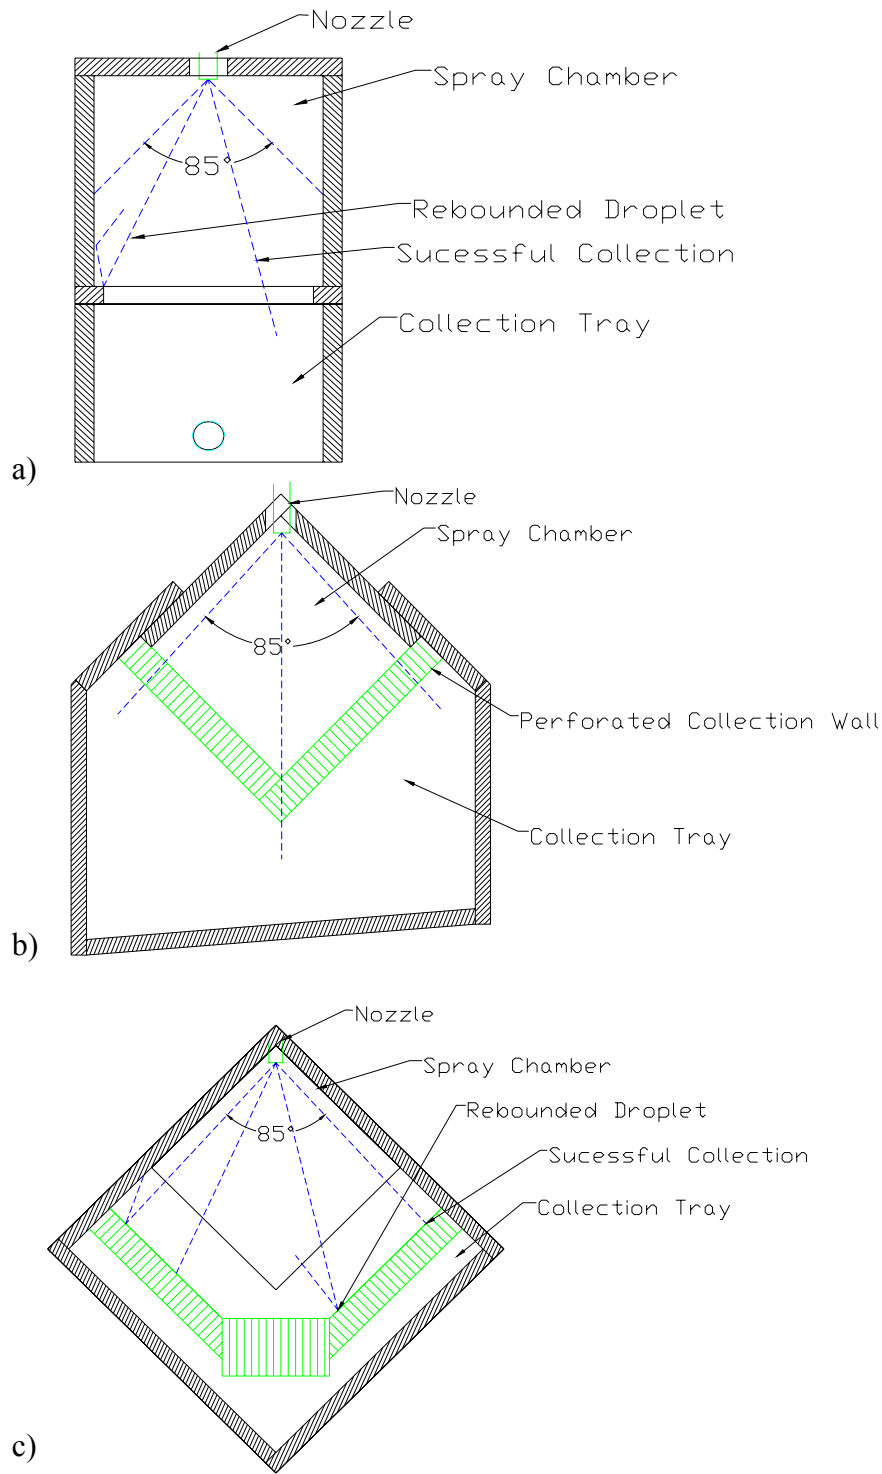 Nozzle
Spray Chamber
85°
Rebounded Droplet
Sucessful Collection
Collection Tray
a)
Nozzle
Spray Chamber
85°
Perforated Collection Wall
Collection Tray
b)
Nozzle
Spray Chamber
Rebounded Droplet
85°
Sucessful Collection
Collection Tray
c)